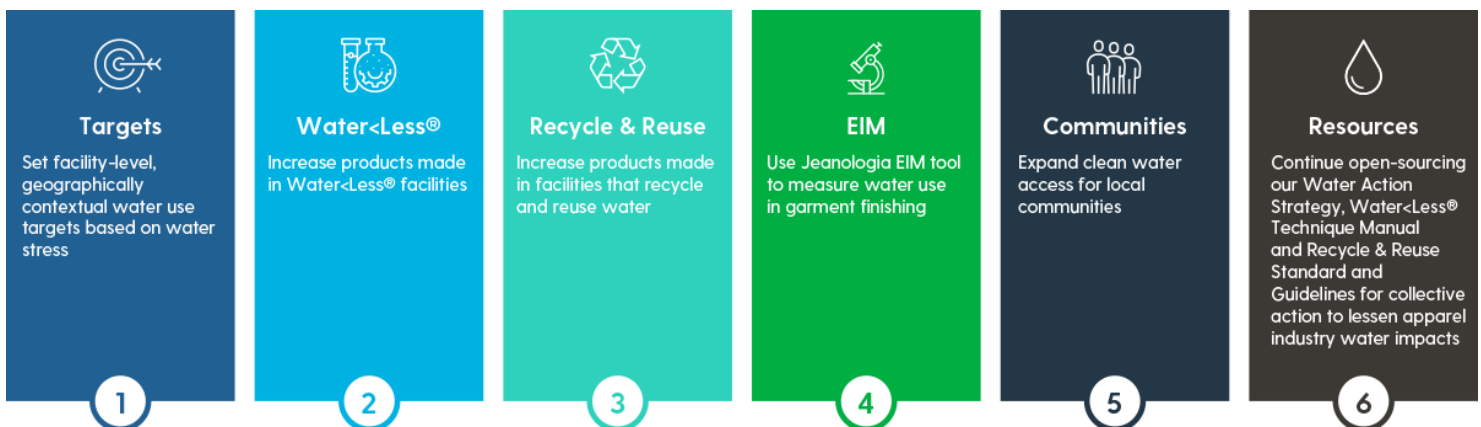 Targets
Set facility-level,
geographically
contextual water use
targets based on water
stress
1
Water<Less®
Increase products made
in Water<Less® facilities
2
Recycle & Reuse
Increase products made
in facilities that recycle
and reuse water
3
EIM
Use Jeanologia EIM tool
to measure water use
in garment finishing
4
Communities
Expand clean water
access for local
communities
5
Resources
Continue open-sourcing
our Water Action
Strategy, Water<Less®
Technique Manual
and Recycle & Reuse
Standard and
Guidelines for collective
action to lessen apparel
industry water impacts
6